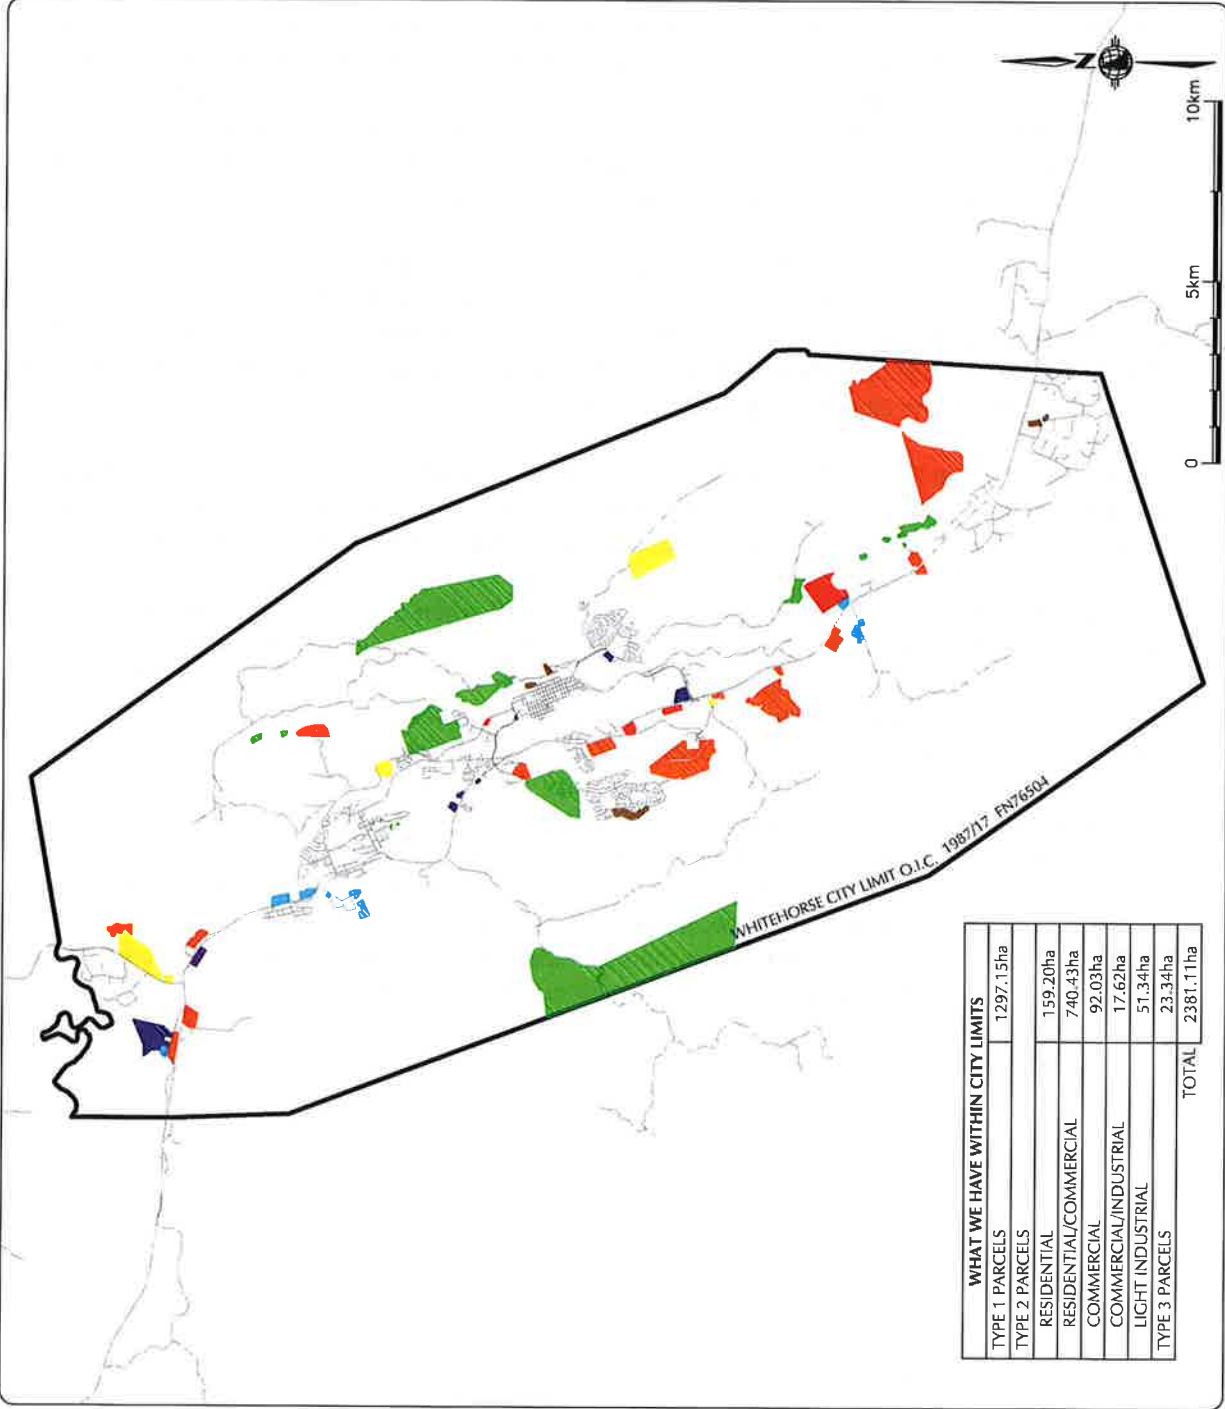 N
0 5km 10km
WHITEHORSE CITY LIMIT O.I.C. 1987/17 FN76504
WHAT WE HAVE WITHIN CITY LIMITS
TYPE 1 PARCELS 1297.15ha
TYPE 2 PARCELS
RESIDENTIAL 159.20ha
RESIDENTIAL/COMMERCIAL 740.43ha
COMMERCIAL 92.03ha
COMMERCIAL/INDUSTRIAL 17.62ha
LIGHT INDUSTRIAL 51.34ha
TYPE 3 PARCELS 23.34ha
TOTAL 2381.11ha